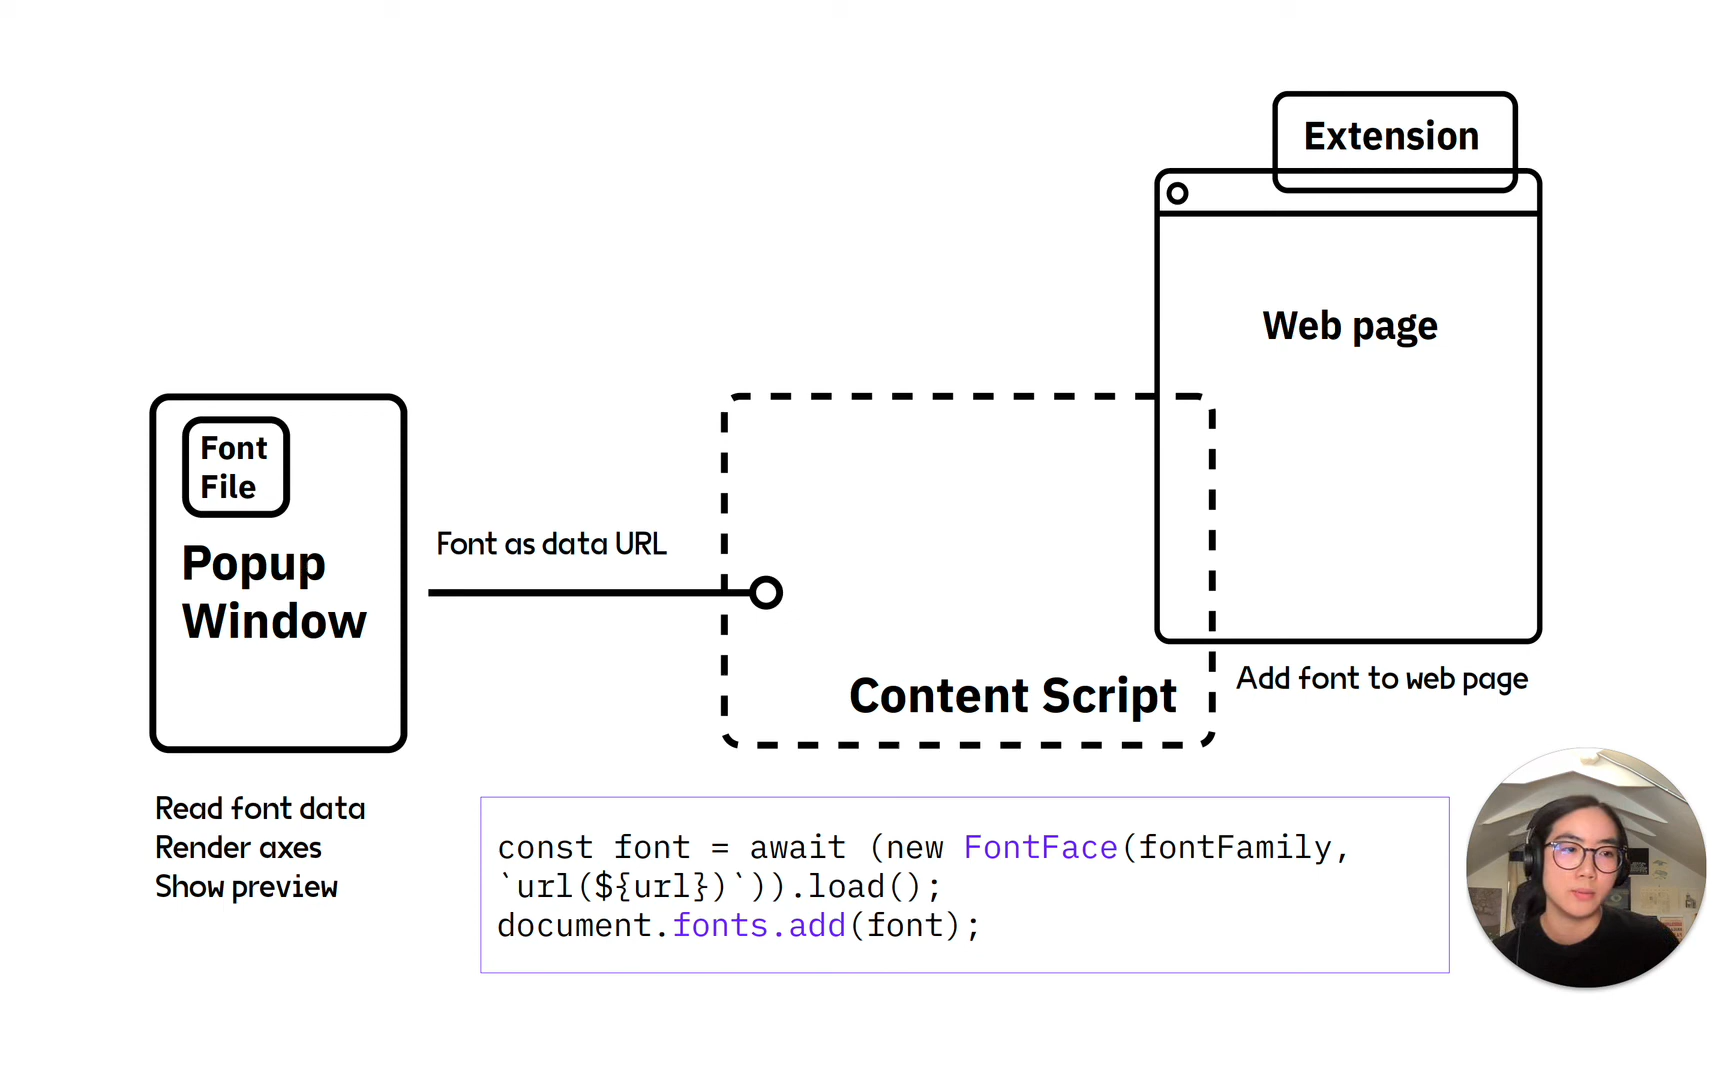 Extension
Web page
Font
File
Popup
Window
Font as data URL
Content Script
Add font to web page
Read font data
Render axes
Show preview
const font = await (new FontFace(fontFamily,
`url(${url})`)).load();
document.fonts.add(font);